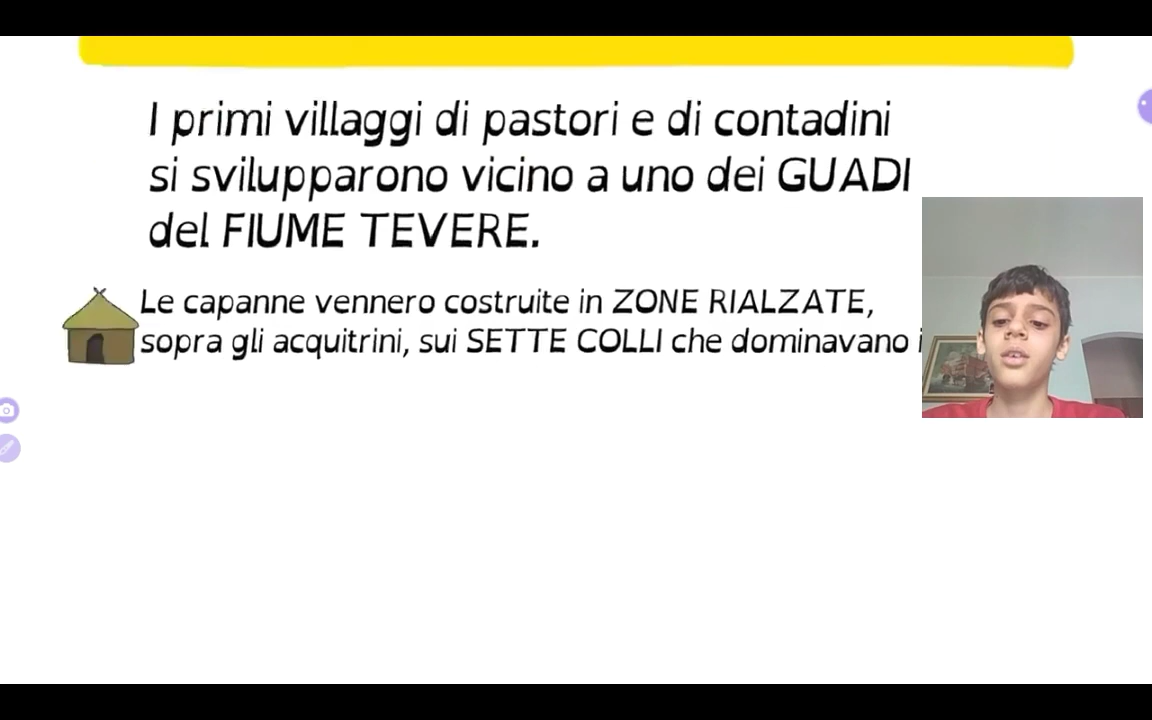 I primi villaggi di pastori e di contadini
si svilupparono vicino a uno dei GUADI
del FIUME TEVERE.
Le capanne vennero costruite in ZONE RIALZATE,
sopra gli acquitrini, sui SETTE COLLI che dominavano